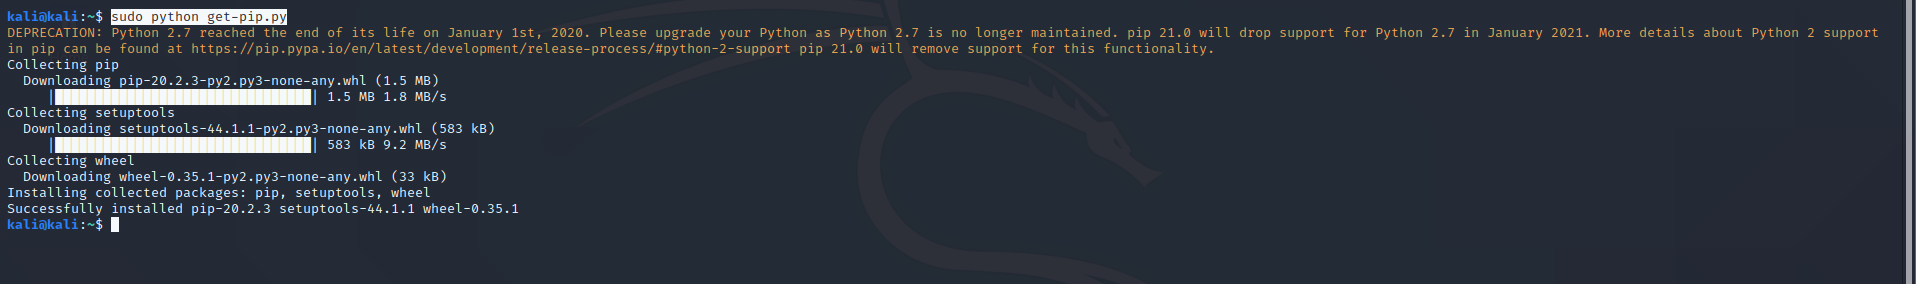 kali@kali:~$ sudo python get-pip.py
DEPRECATION: Python 2.7 reached the end of its life on January 1st, 2020. Please upgrade your Python as Python 2.7 is no longer maintained. pip 21.0 will drop support for Python 2.7 in January 2021. More details about Python 2 support
in pip can be found at https://pip.pypa.io/en/latest/development/release-process/#python-2-support pip 21.0 will remove support for this functionality.
Collecting pip
  Downloading pip-20.2.3-py2.py3-none-any.whl (1.5 MB)
     |████████████████████████████████| 1.5 MB 1.8 MB/s
Collecting setuptools
  Downloading setuptools-44.1.1-py2.py3-none-any.whl (583 kB)
     |████████████████████████████████| 583 kB 9.2 MB/s
Collecting wheel
  Downloading wheel-0.35.1-py2.py3-none-any.whl (33 kB)
Installing collected packages: pip, setuptools, wheel
Successfully installed pip-20.2.3 setuptools-44.1.1 wheel-0.35.1
kali@kali:~$